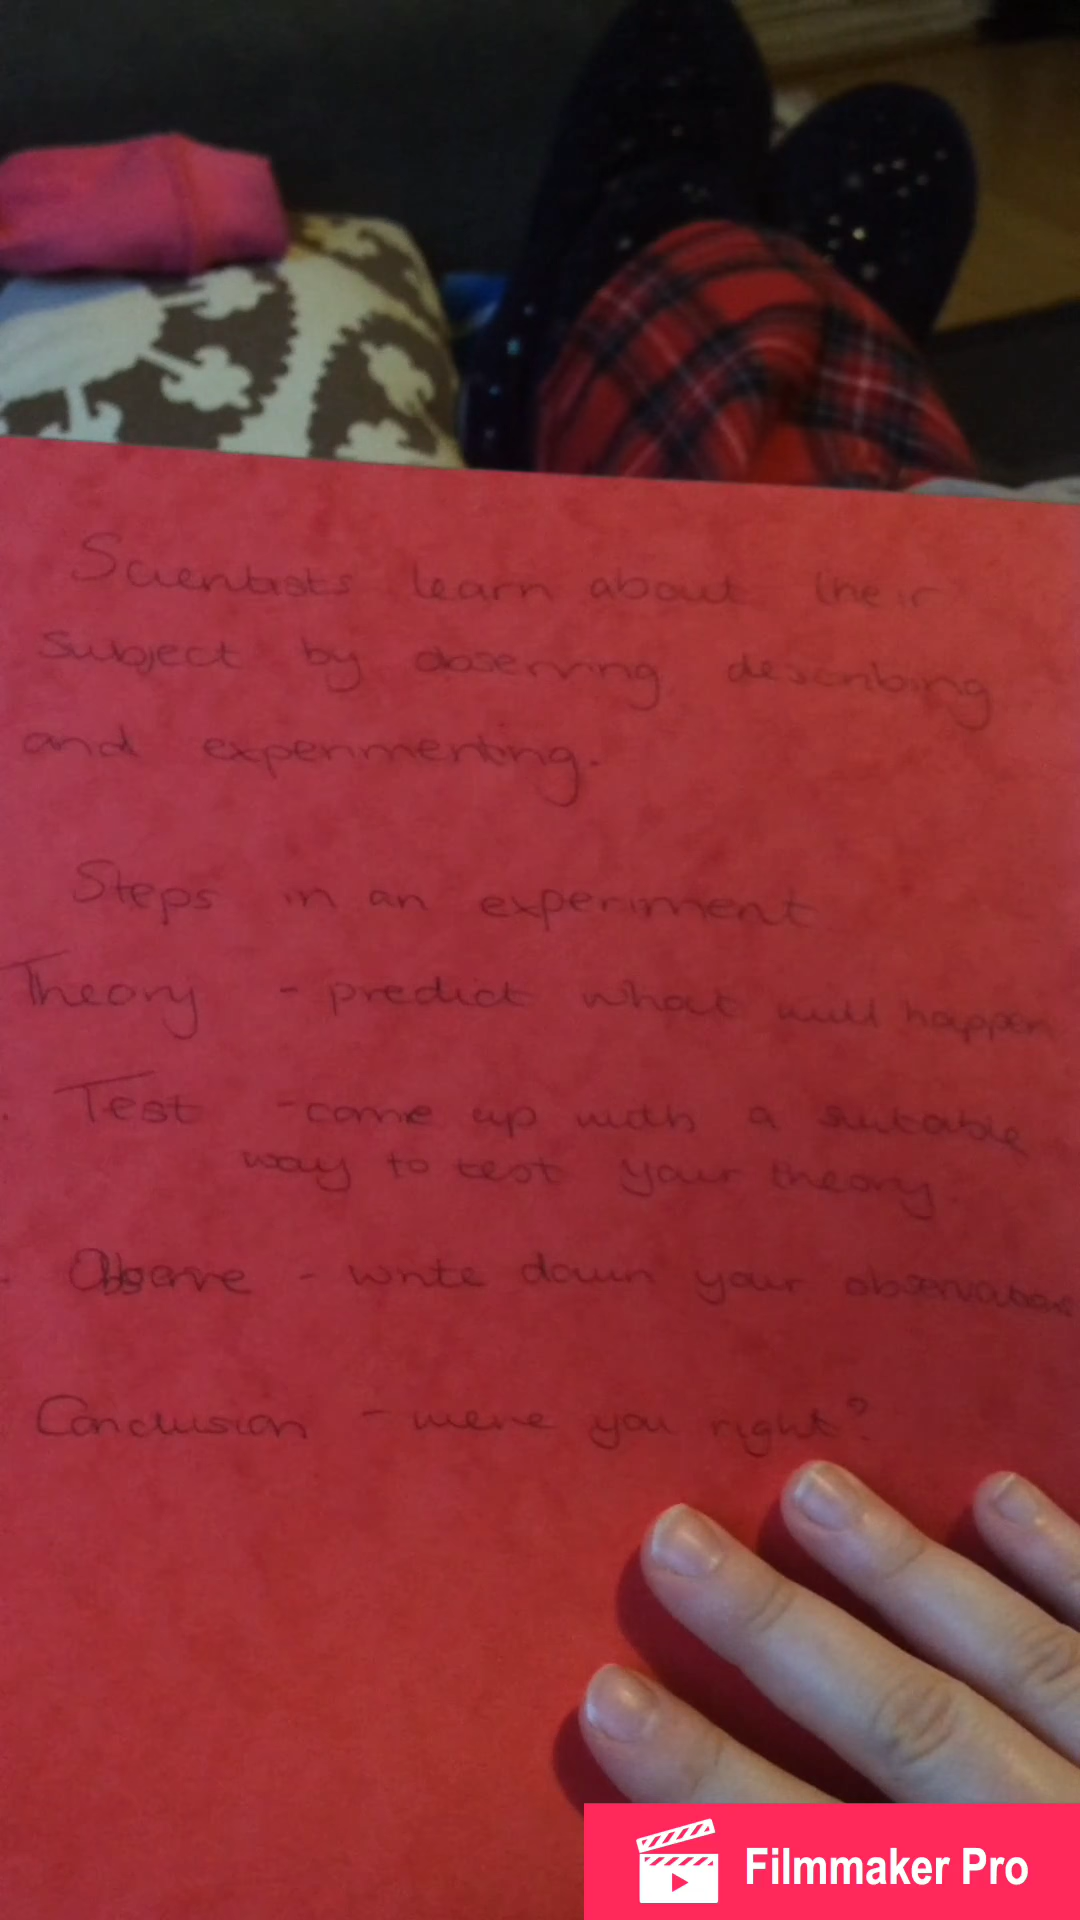 Scientists learn about their
subject by observing describing
and experimenting.
Steps in an experiment
Theory - predict what will happen
. Test - come up with a suitable
way to test your theory.
- Observe - write down your observations
Conclusion - were you right?
Filmmaker Pro